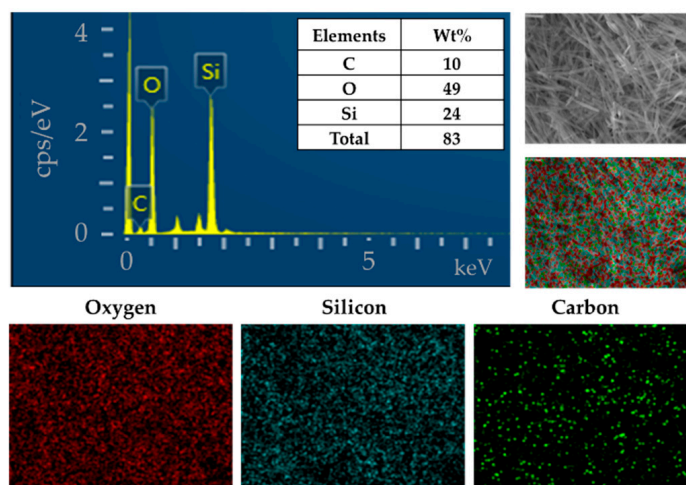 cps/eV
4
2
0
C
O
Si
0
5
keV
Elements Wt%
C 10
O 49
Si 24
Total 83
Oxygen Silicon Carbon